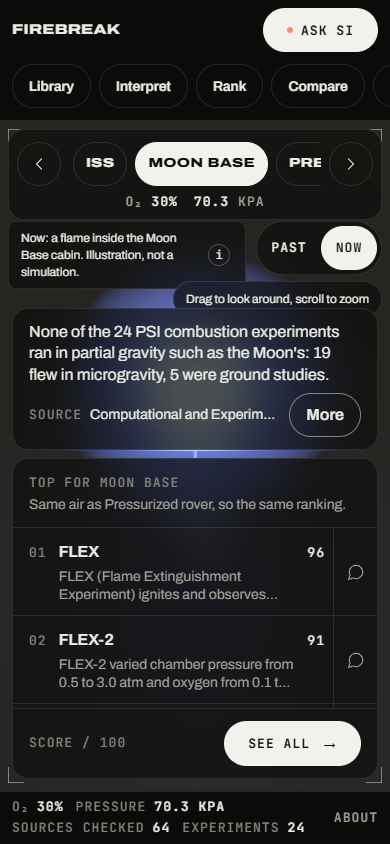 FIREBREAK
ASK SI
Library Interpret Rank Compare
ISS MOON BASE PRE
O₂ 30% 70.3 KPA
Now: a flame inside the Moon
Base cabin. Illustration, not a
simulation.
i
PAST NOW
Drag to look around, scroll to zoom
None of the 24 PSI combustion experiments
ran in partial gravity such as the Moon's: 19
flew in microgravity, 5 were ground studies.
SOURCE Computational and Experim... More
TOP FOR MOON BASE
Same air as Pressurized rover, so the same ranking.
01 FLEX 96
FLEX (Flame Extinguishment
Experiment) ignites and observes...
02 FLEX-2 91
FLEX-2 varied chamber pressure from
0.5 to 3.0 atm and oxygen from 0.1 t...
SCORE / 100 SEE ALL →
O₂ 30% PRESSURE 70.3 KPA
SOURCES CHECKED 64 EXPERIMENTS 24
ABOUT